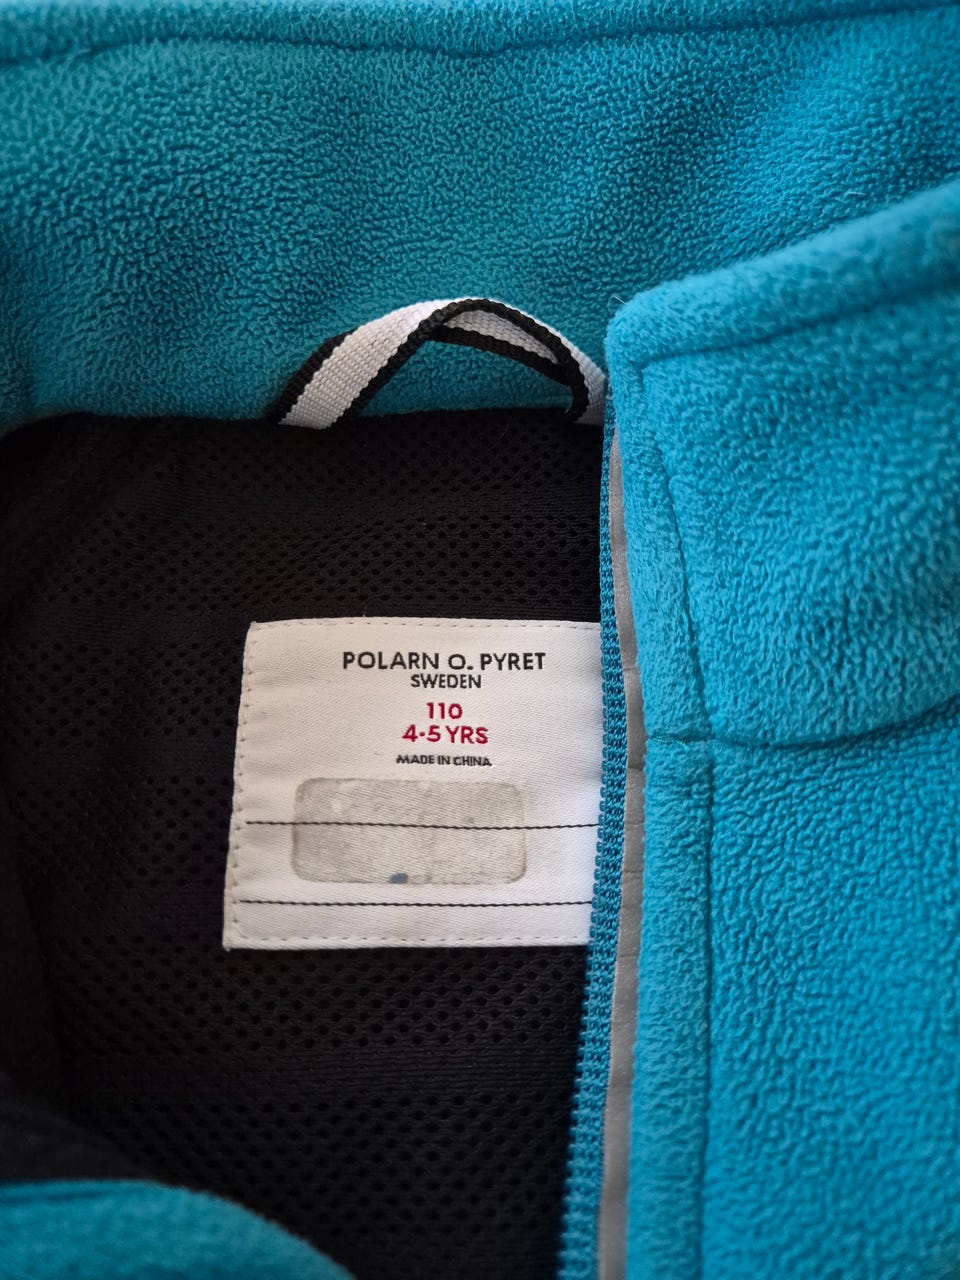 POLARN O. PYRET
SWEDEN
110
4-5 YRS
MADE IN CHINA